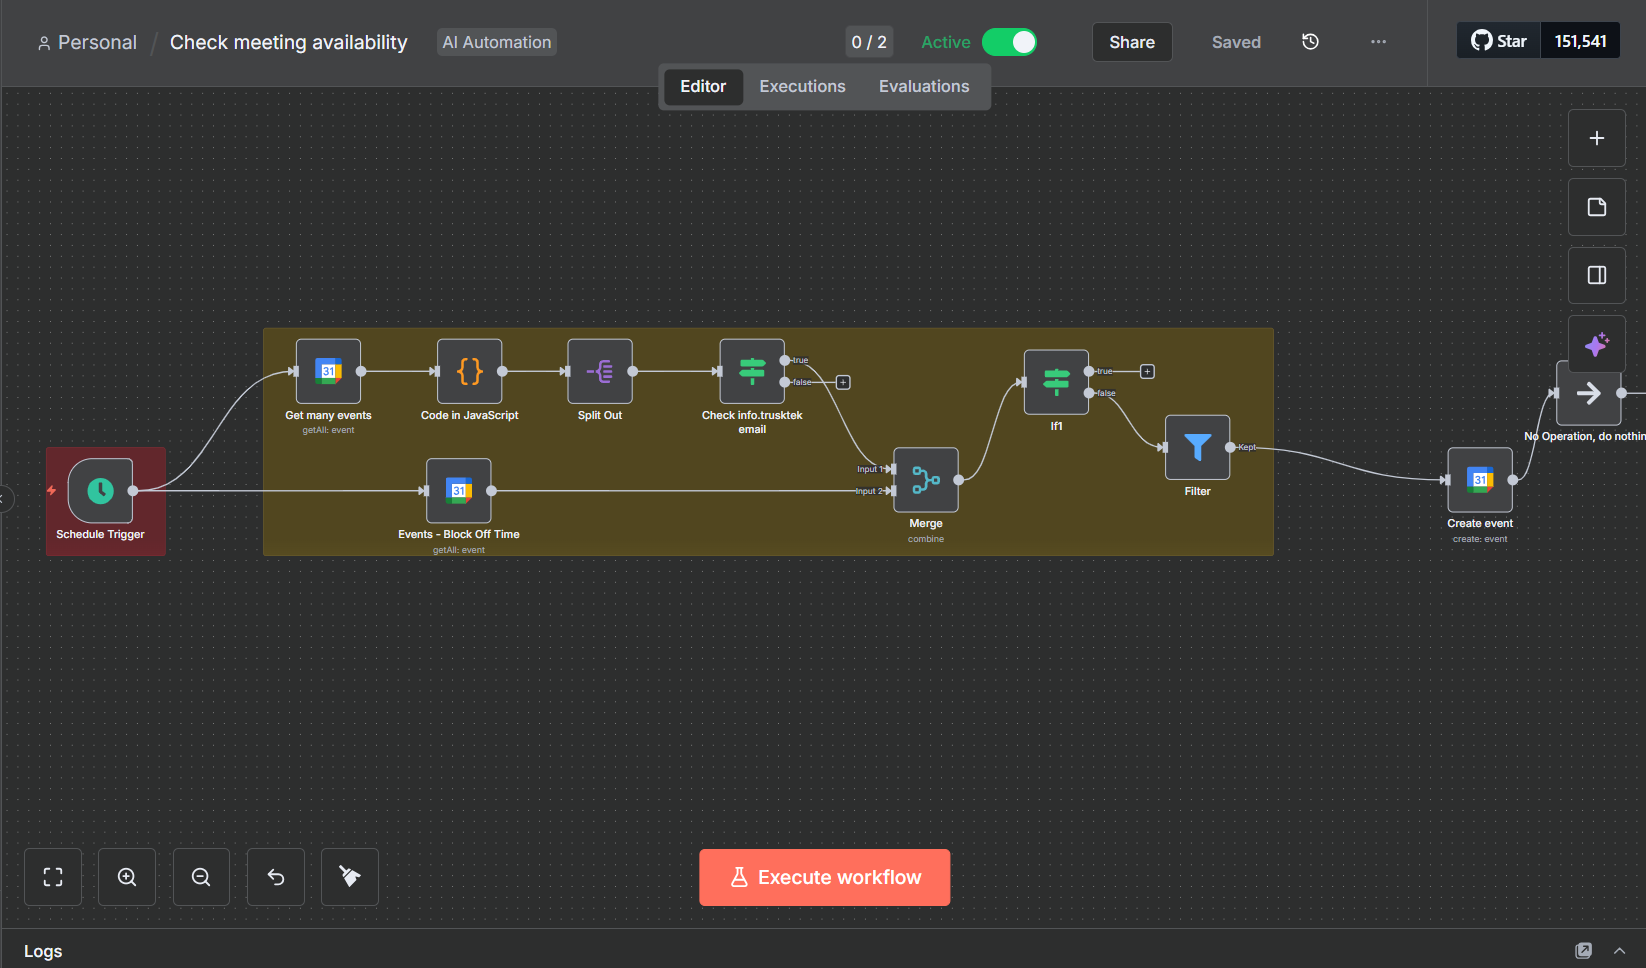 Personal / Check meeting availability
AI Automation
0 / 2
Active
Share
Saved
Star
151,541
Editor
Executions
Evaluations
31
Get many events
getAll: event
Code in JavaScript
Split Out
Check info.trusktek
email
true
false
true
false
If1
Schedule Trigger
31
Events - Block Off Time
getAll: event
Input 1
Input 2
Merge
combine
Filter
Kept
31
Create event
create: event
No Operation, do nothin
Execute workflow
Logs